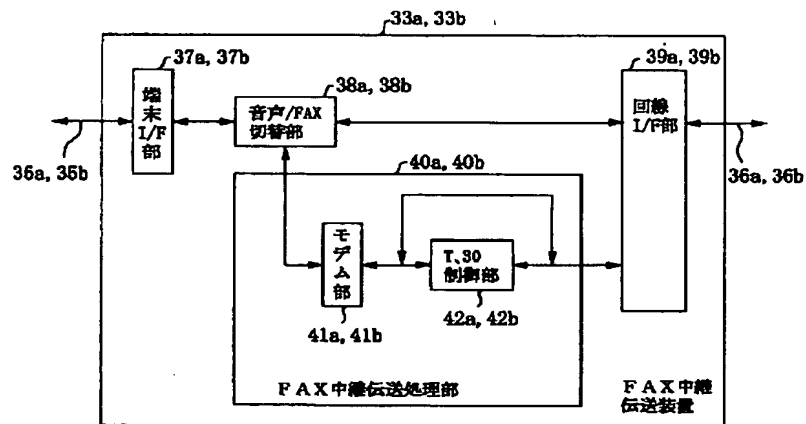 33a, 33b
37a, 37b
端末
I/F
部
38a, 38b
音声/FAX
切替部
39a, 39b
回線
I/F部
35a, 35b
36a, 36b
40a, 40b
モデム部
T、30
制御部
41a, 41b
42a, 42b
FAX中継伝送処理部
FAX中継
伝送装置